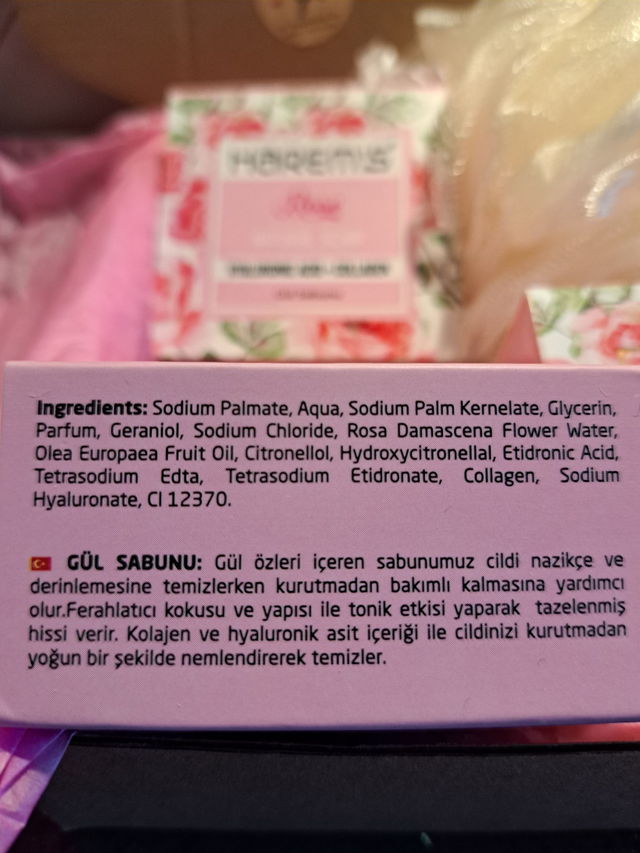 HAREM'S
Rose
HYALURONIC ACID + COLLAGEN
Ingredients: Sodium Palmate, Aqua, Sodium Palm Kernelate, Glycerin,
Parfum, Geraniol, Sodium Chloride, Rosa Damascena Flower Water,
Olea Europaea Fruit Oil, Citronellol, Hydroxycitronellal, Etidronic Acid,
Tetrasodium Edta, Tetrasodium Etidronate, Collagen, Sodium
Hyaluronate, CI 12370.
GÜL SABUNU: Gül özleri içeren sabunumuz cildi nazikçe ve
derinlemesine temizlerken kurutmadan bakımlı kalmasına yardımcı
olur.Ferahlatıcı kokusu ve yapısı ile tonik etkisi yaparak tazelenmiş
hissi verir. Kolajen ve hyaluronik asit içeriği ile cildinizi kurutmadan
yoğun bir şekilde nemlendirerek temizler.